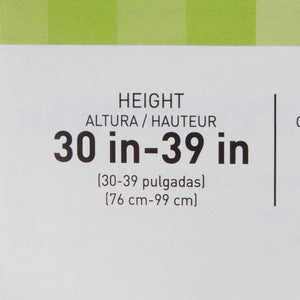 HEIGHT
ALTURA / HAUTEUR
30 in-39 in
(30-39 pulgadas)
(76 cm-99 cm)